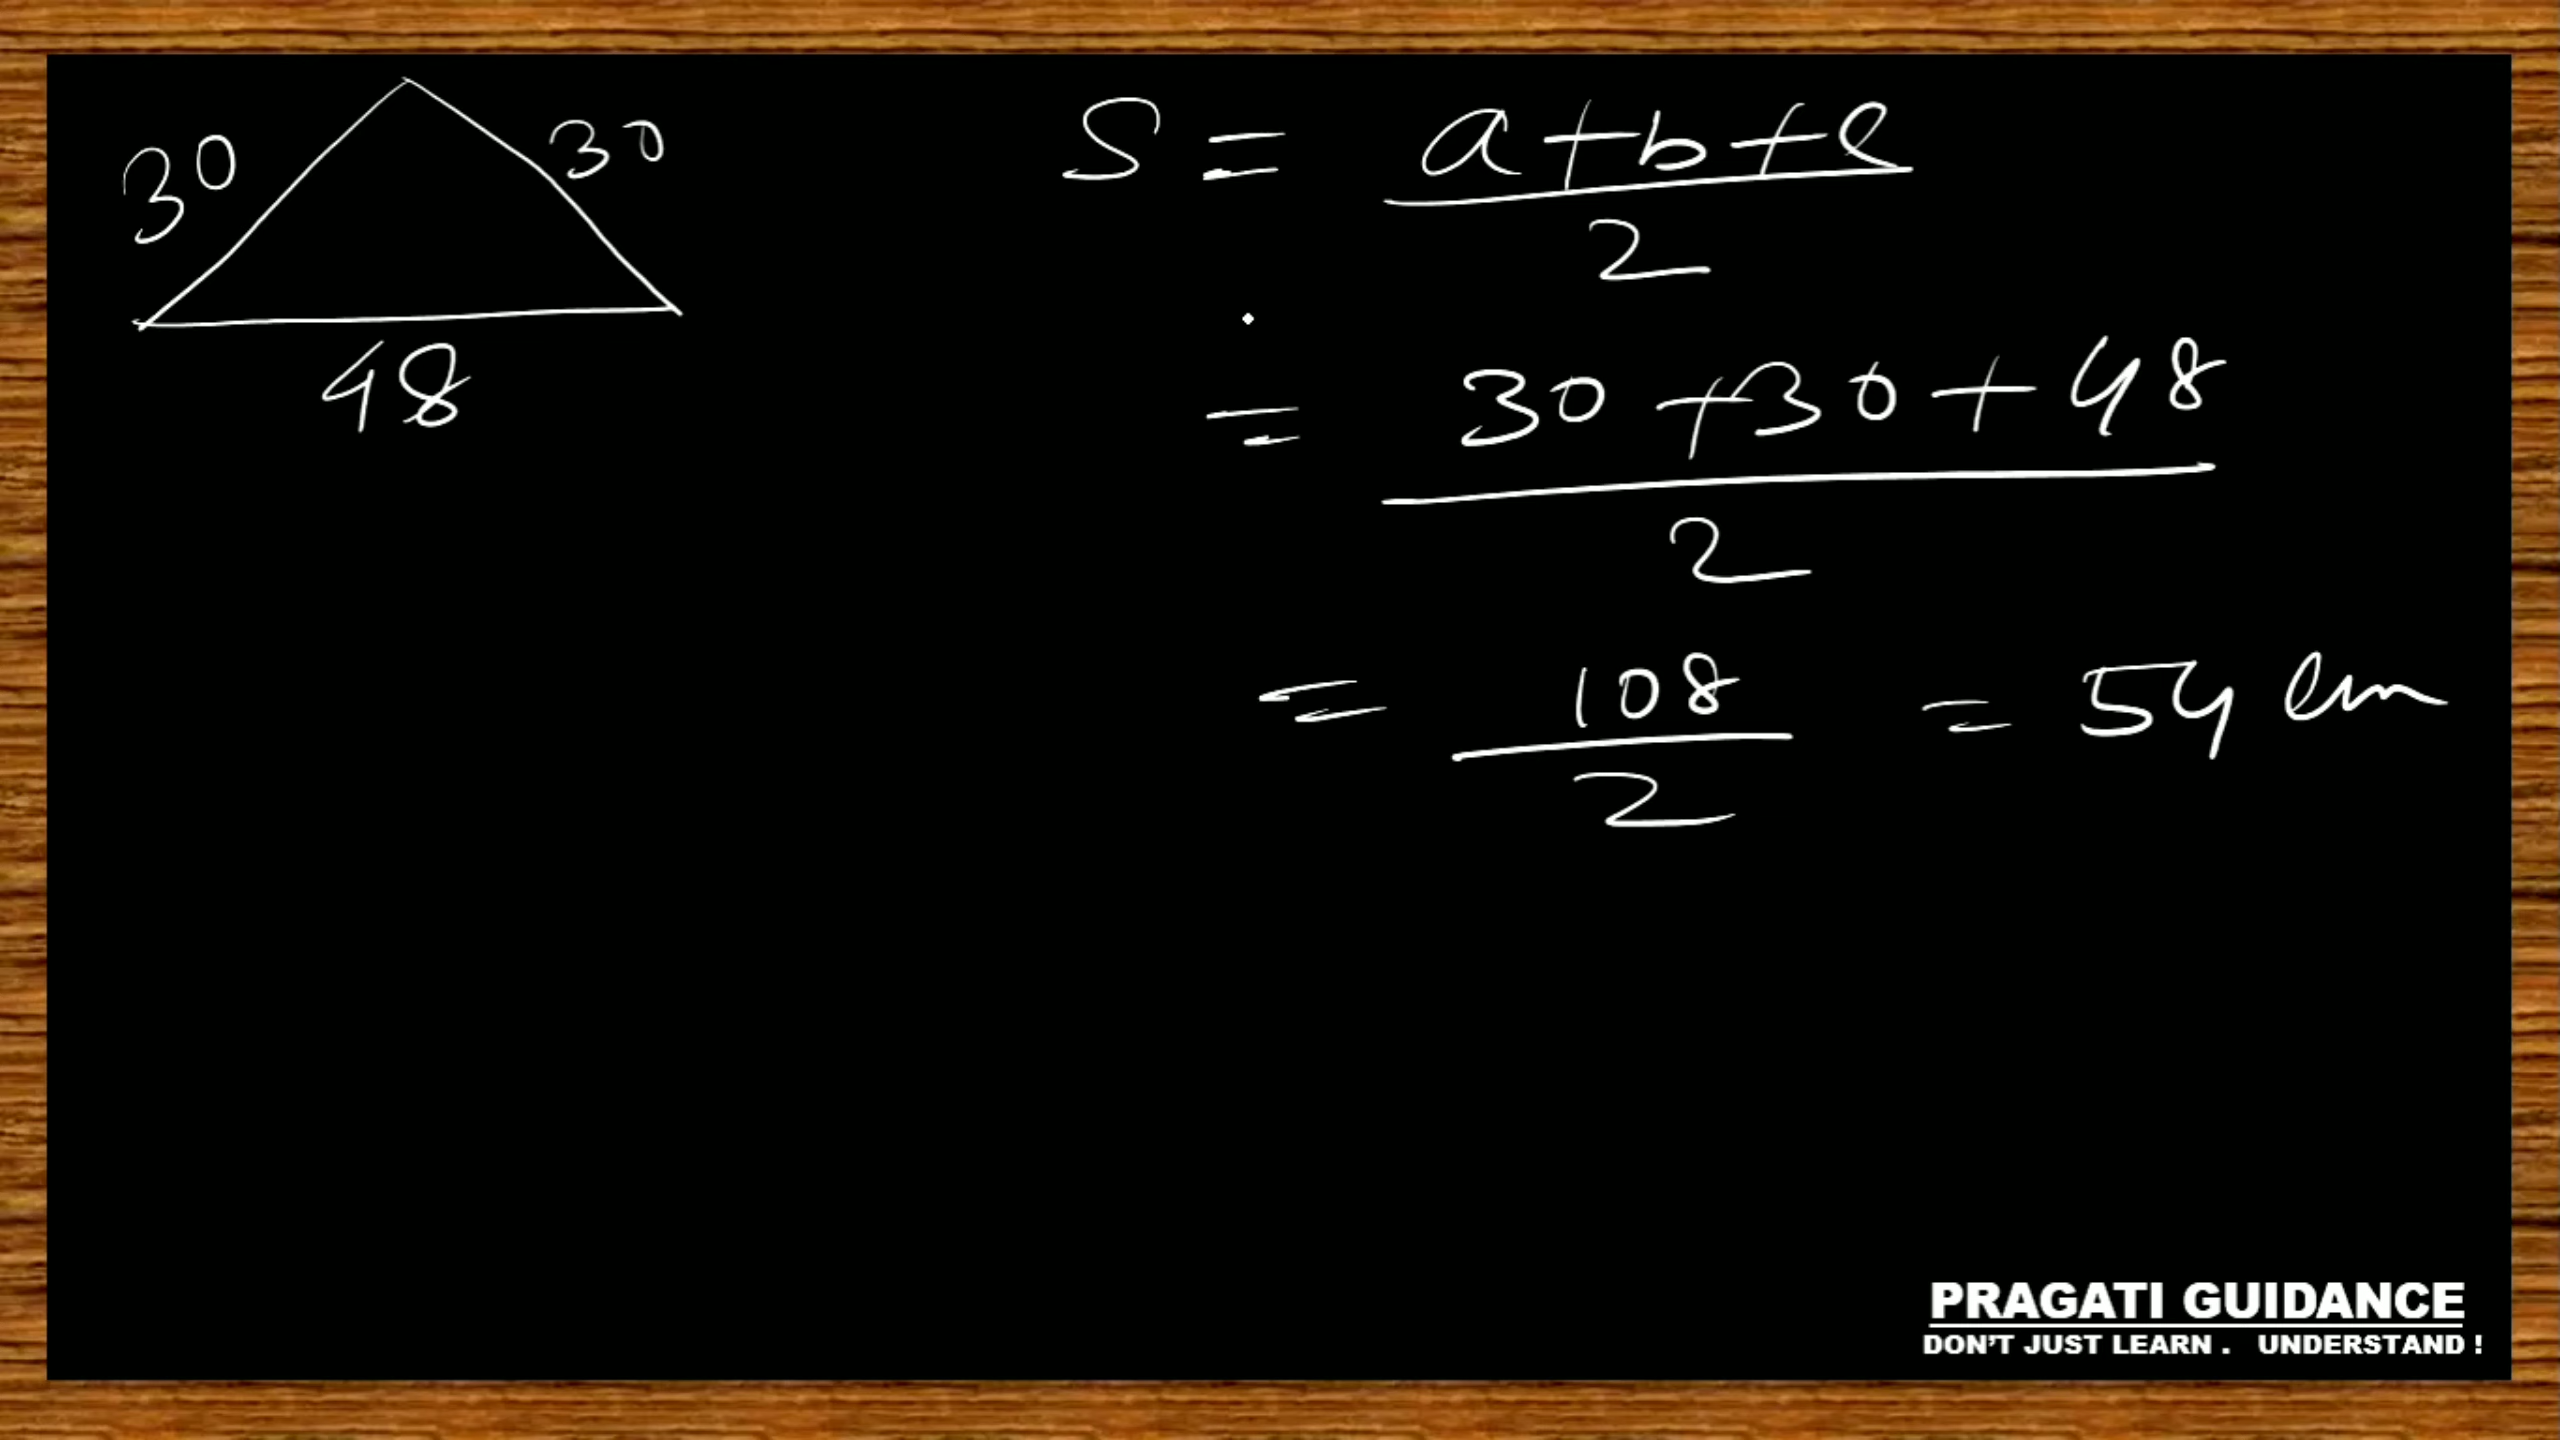 30
30
48
S = a+b+c
2
= 30+30+48
2
= 108 = 54 cm
2
PRAGATI GUIDANCE
DON'T JUST LEARN . UNDERSTAND !